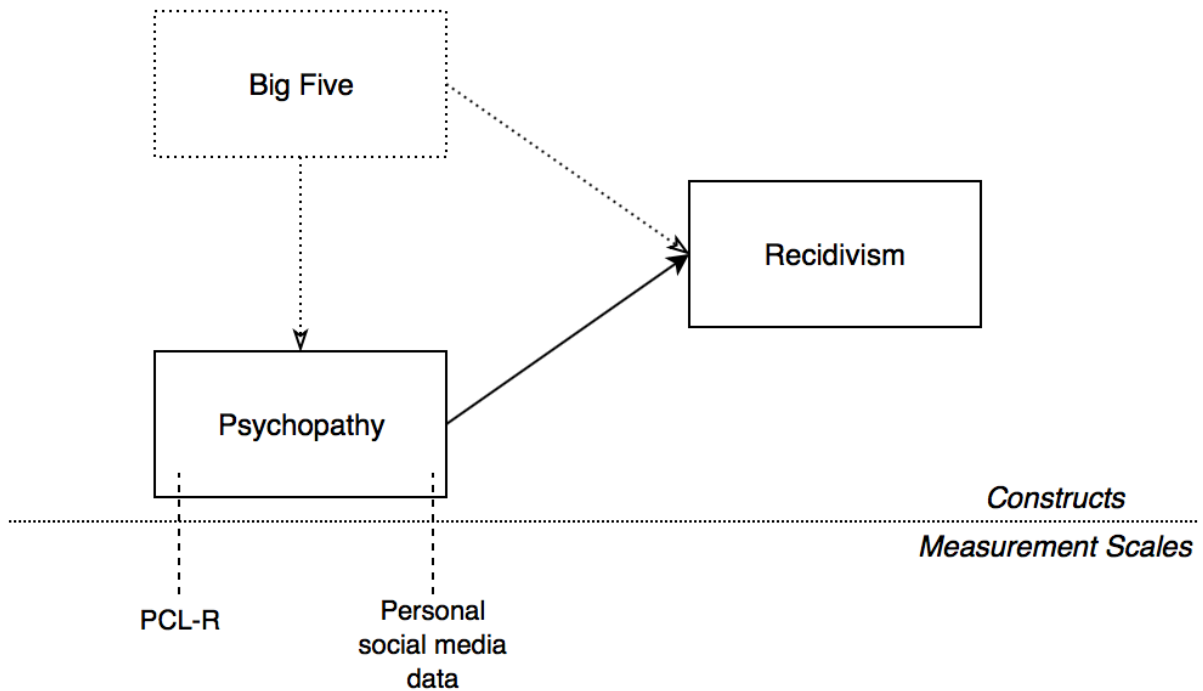 Big Five
Recidivism
Psychopathy
Constructs
Measurement Scales
PCL-R
Personal
social media
data